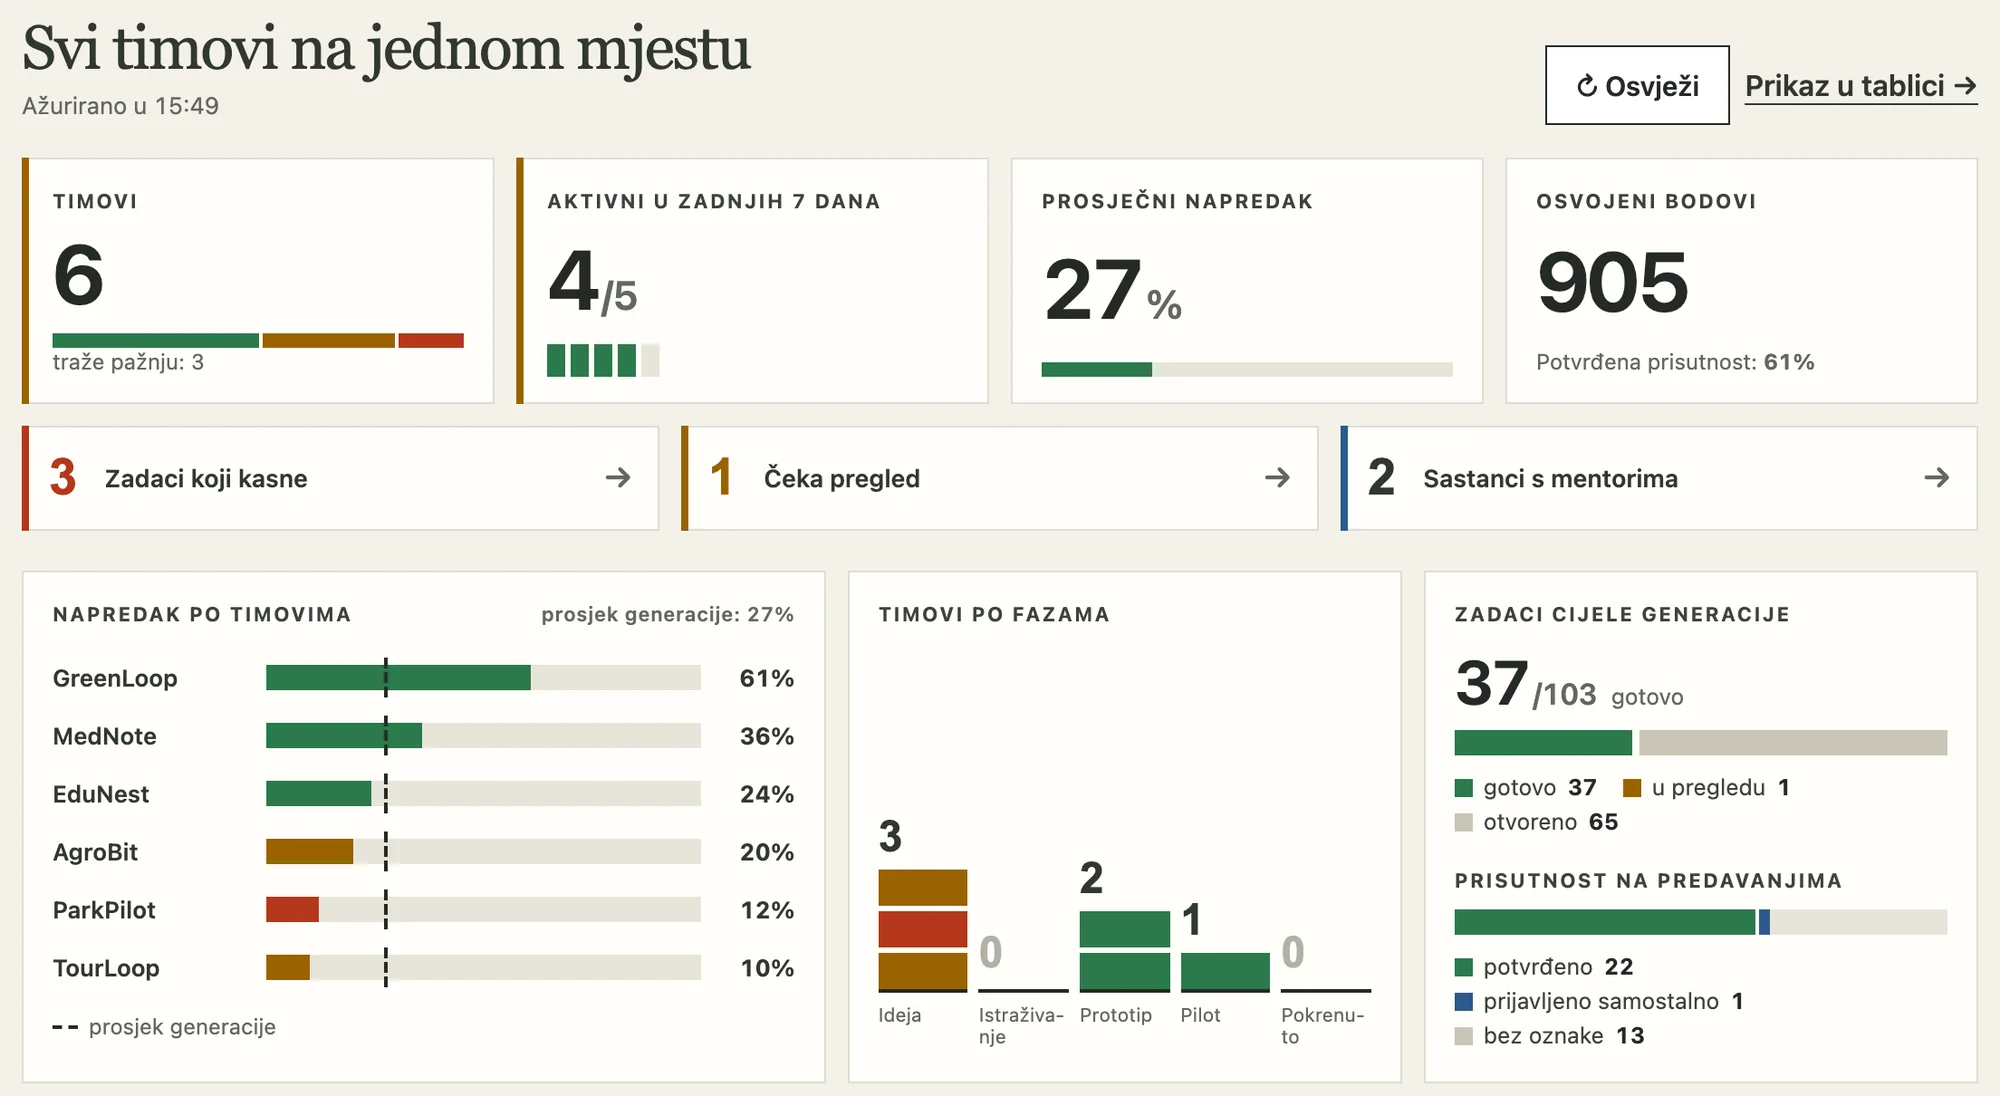 Svi timovi na jednom mjestu
Ažurirano u 15:49
↻ Osvježi
Prikaz u tablici →
TIMOVI
6
traže pažnju: 3
AKTIVNI U ZADNJIH 7 DANA
4/5
PROSJEČNI NAPREDAK
27%
OSVOJENI BODOVI
905
Potvrđena prisutnost: 61%
3 Zadaci koji kasne →
1 Čeka pregled →
2 Sastanci s mentorima →
NAPREDAK PO TIMOVIMA
prosjek generacije: 27%
GreenLoop 61%
MedNote 36%
EduNest 24%
AgroBit 20%
ParkPilot 12%
TourLoop 10%
prosjek generacije
TIMOVI PO FAZAMA
3
0
2
1
0
Ideja
Istraživa-
nje
Prototip
Pilot
Pokrenu-
to
ZADACI CIJELE GENERACIJE
37/103 gotovo
gotovo 37
u pregledu 1
otvoreno 65
PRISUTNOST NA PREDAVANJIMA
potvrđeno 22
prijavljeno samostalno 1
bez oznake 13